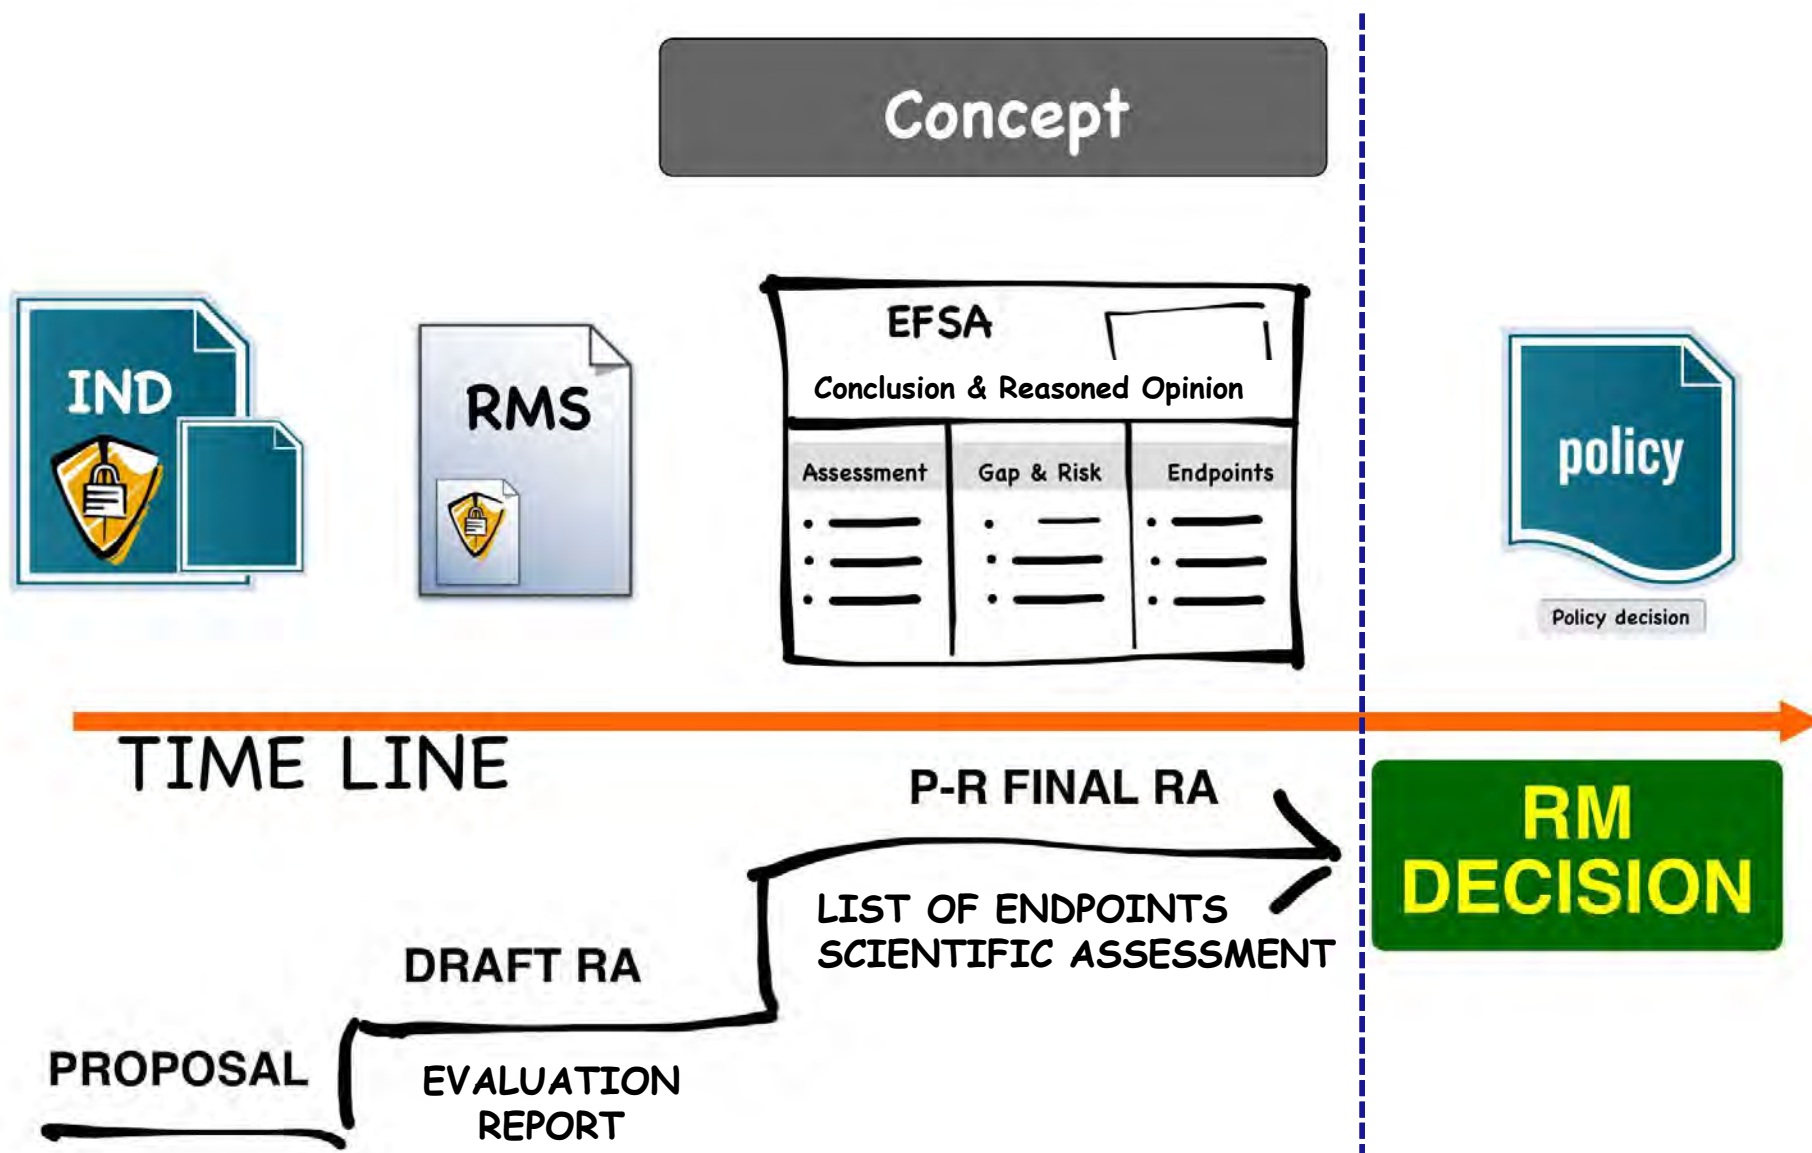 Concept
IND
RMS
EFSA
Conclusion & Reasoned Opinion
Assessment
Gap & Risk
Endpoints
policy
Policy decision
TIME LINE
P-R FINAL RA
RM
DECISION
LIST OF ENDPOINTS
SCIENTIFIC ASSESSMENT
DRAFT RA
EVALUATION
REPORT
PROPOSAL